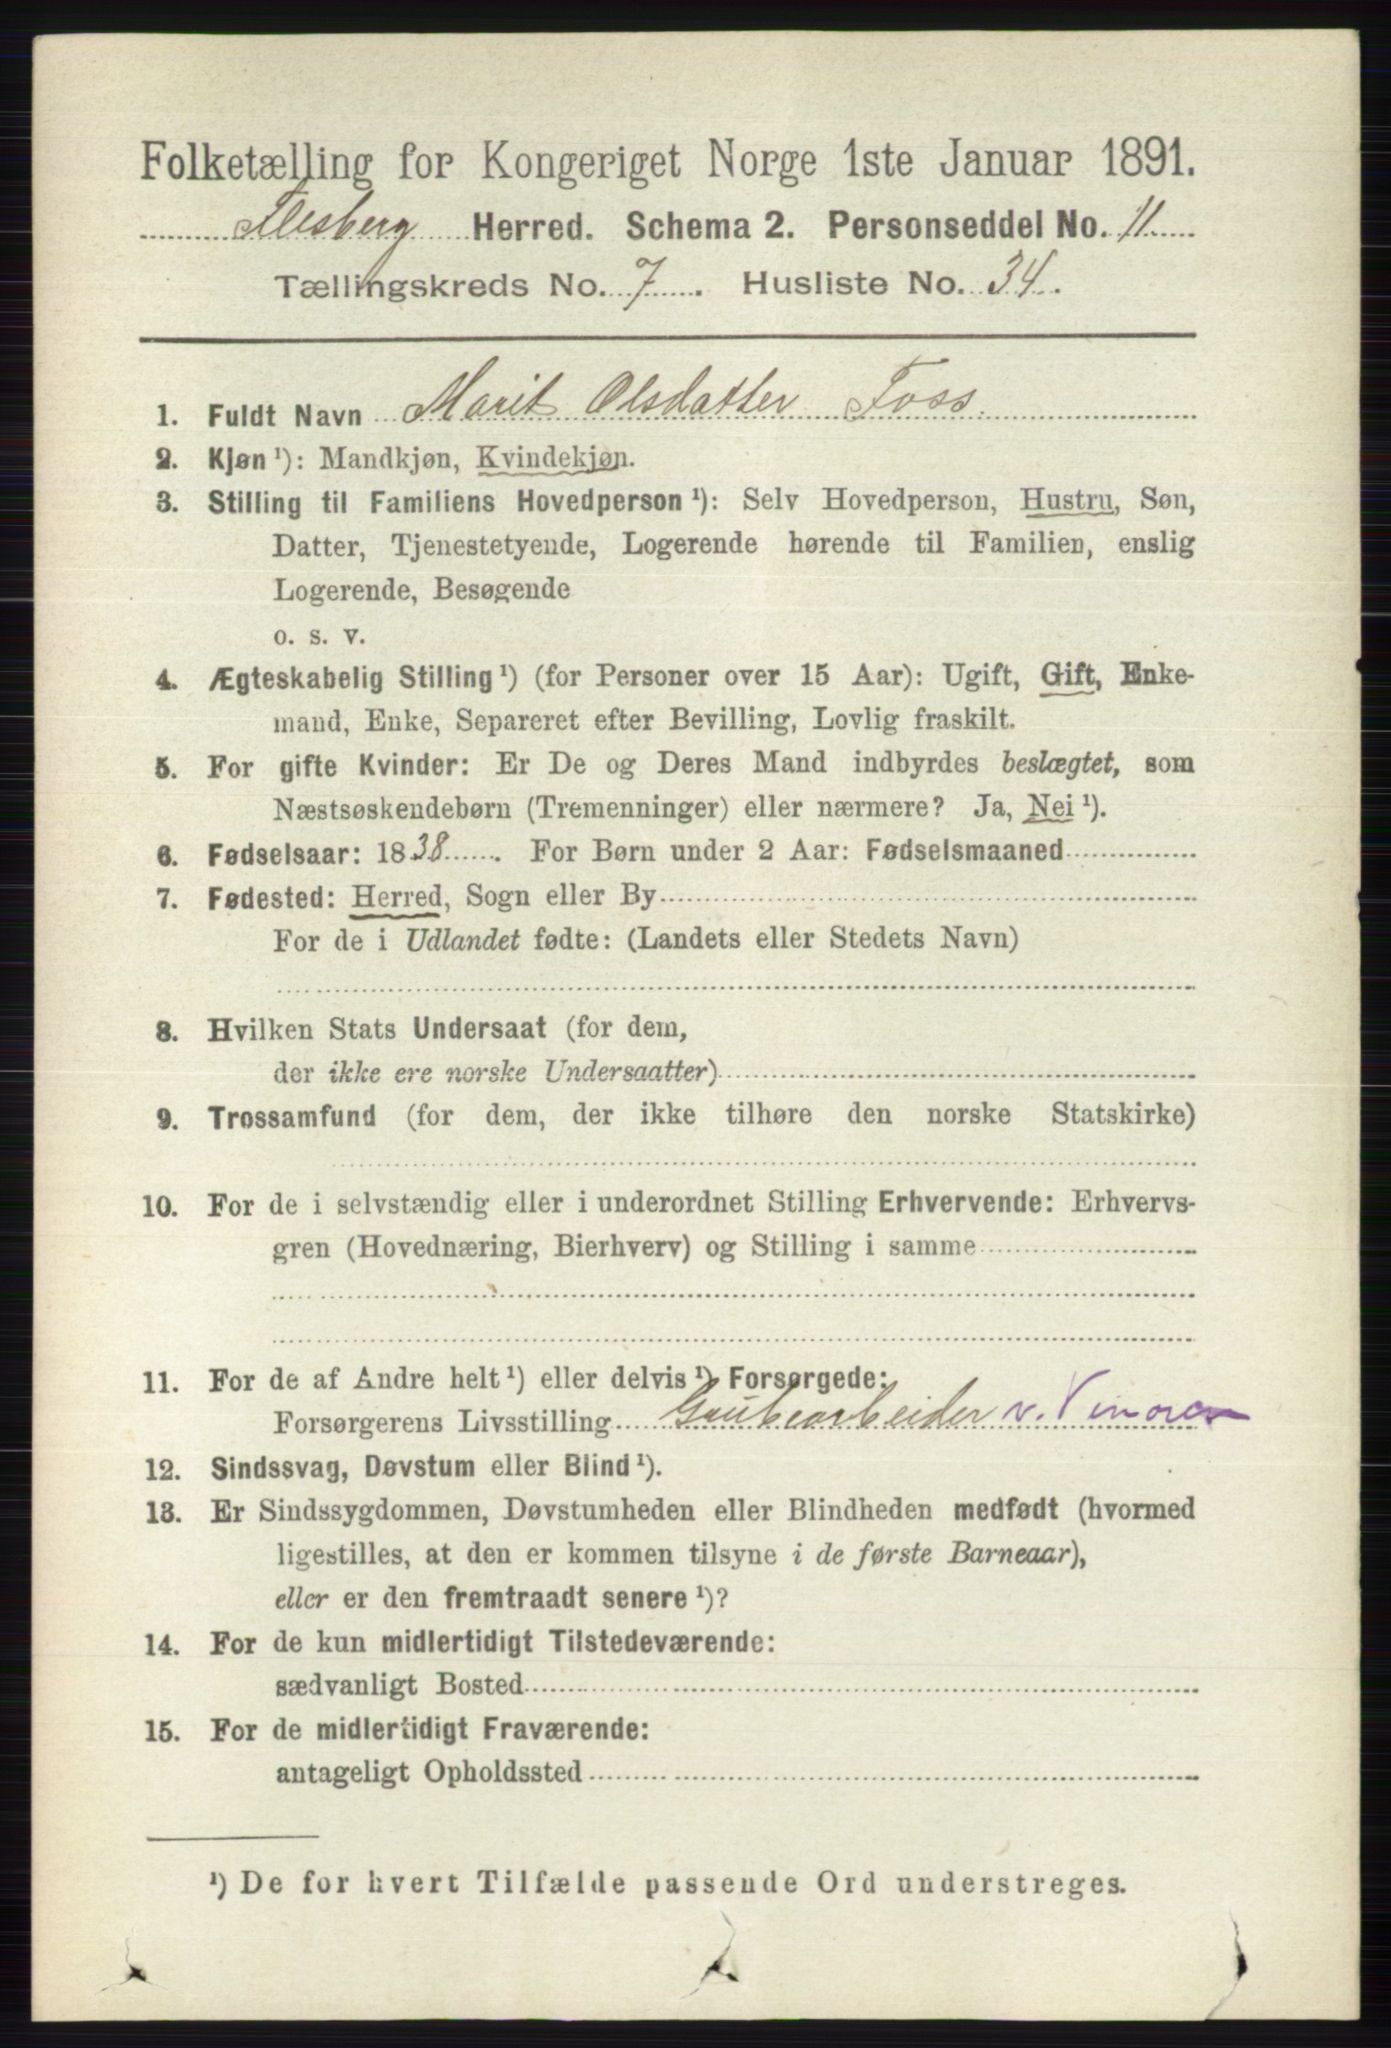 Folketælling for Kongeriget Norge 1ste Januar 1891.
Flesberg Herred. Schema 2. Personseddel No. 11
Tællingskreds No. 7. Husliste No. 34.
1. Fuldt Navn Marit Olsdatter Foss.
2. Kjøn ¹): Mandkjøn, Kvindekjøn.
3. Stilling til Familiens Hovedperson ¹): Selv Hovedperson, Hustru, Søn,
Datter, Tjenestetyende, Logerende hørende til Familien, enslig
Logerende, Besøgende
o. s. v.
4. Ægteskabelig Stilling ¹) (for Personer over 15 Aar): Ugift, Gift, Enke-
mand, Enke, Separeret efter Bevilling, Lovlig fraskilt.
5. For gifte Kvinder: Er De og Deres Mand indbyrdes beslægtet, som
Næstsøskendebørn (Tremenninger) eller nærmere? Ja, Nei ¹).
6. Fødselsaar: 1838. For Børn under 2 Aar: Fødselsmaaned
7. Fødested: Herred, Sogn eller By
For de i Udlandet fødte: (Landets eller Stedets Navn)
8. Hvilken Stats Undersaat (for dem,
der ikke ere norske Undersaatter)
9. Trossamfund (for dem, der ikke tilhøre den norske Statskirke)
10. For de i selvstændig eller i underordnet Stilling Erhvervende: Erhvervs-
gren (Hovednæring, Bierhverv) og Stilling i samme
11. For de af Andre helt ¹) eller delvis ¹) Forsørgede:
Forsørgerens Livsstilling Grubearbeider v. Vinoren
12. Sindssvag, Døvstum eller Blind ¹).
13. Er Sindssygdommen, Døvstumheden eller Blindheden medfødt (hvormed
ligestilles, at den er kommen tilsyne i de første Barneaar),
eller er den fremtraadt senere ¹)?
14. For de kun midlertidigt Tilstedeværende:
sædvanligt Bosted
15. For de midlertidigt Fraværende:
antageligt Opholdssted
¹) De for hvert Tilfælde passende Ord understreges.